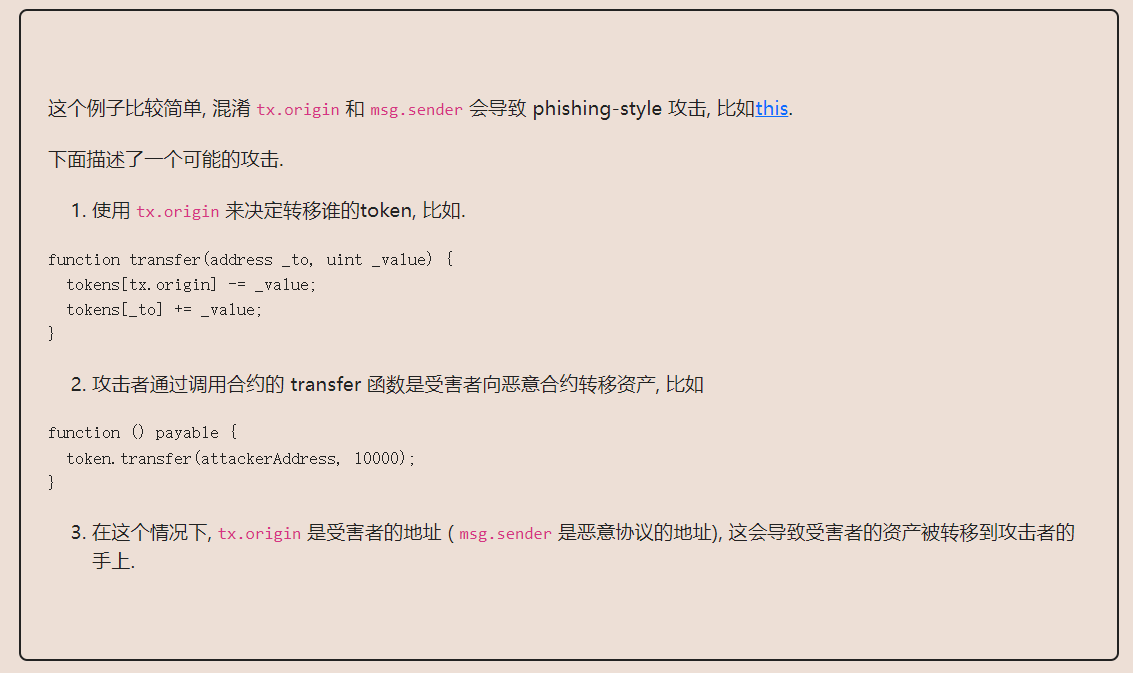 这个例子比较简单, 混淆 tx.origin 和 msg.sender 会导致 phishing-style 攻击, 比如this.
下面描述了一个可能的攻击.
1. 使用 tx.origin 来决定转移谁的token, 比如.
function transfer(address _to, uint _value) {
  tokens[tx.origin] -= _value;
  tokens[_to] += _value;
}
2. 攻击者通过调用合约的 transfer 函数是受害者向恶意合约转移资产, 比如
function () payable {
  token.transfer(attackerAddress, 10000);
}
3. 在这个情况下, tx.origin 是受害者的地址 ( msg.sender 是恶意协议的地址), 这会导致受害者的资产被转移到攻击者的
手上.